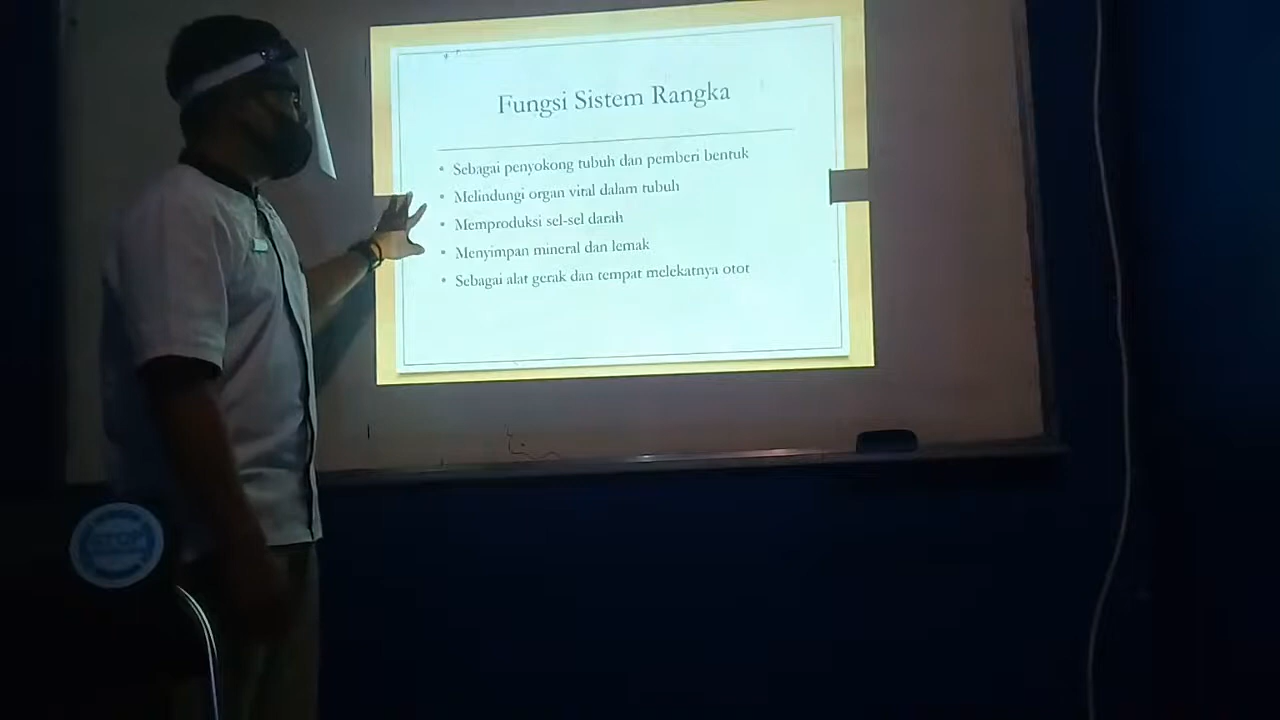 Fungsi Sistem Rangka
• Sebagai penyokong tubuh dan pemberi bentuk
• Melindungi organ vital dalam tubuh
• Memproduksi sel-sel darah
• Menyimpan mineral dan lemak
• Sebagai alat gerak dan tempat melekatnya otot
STOP